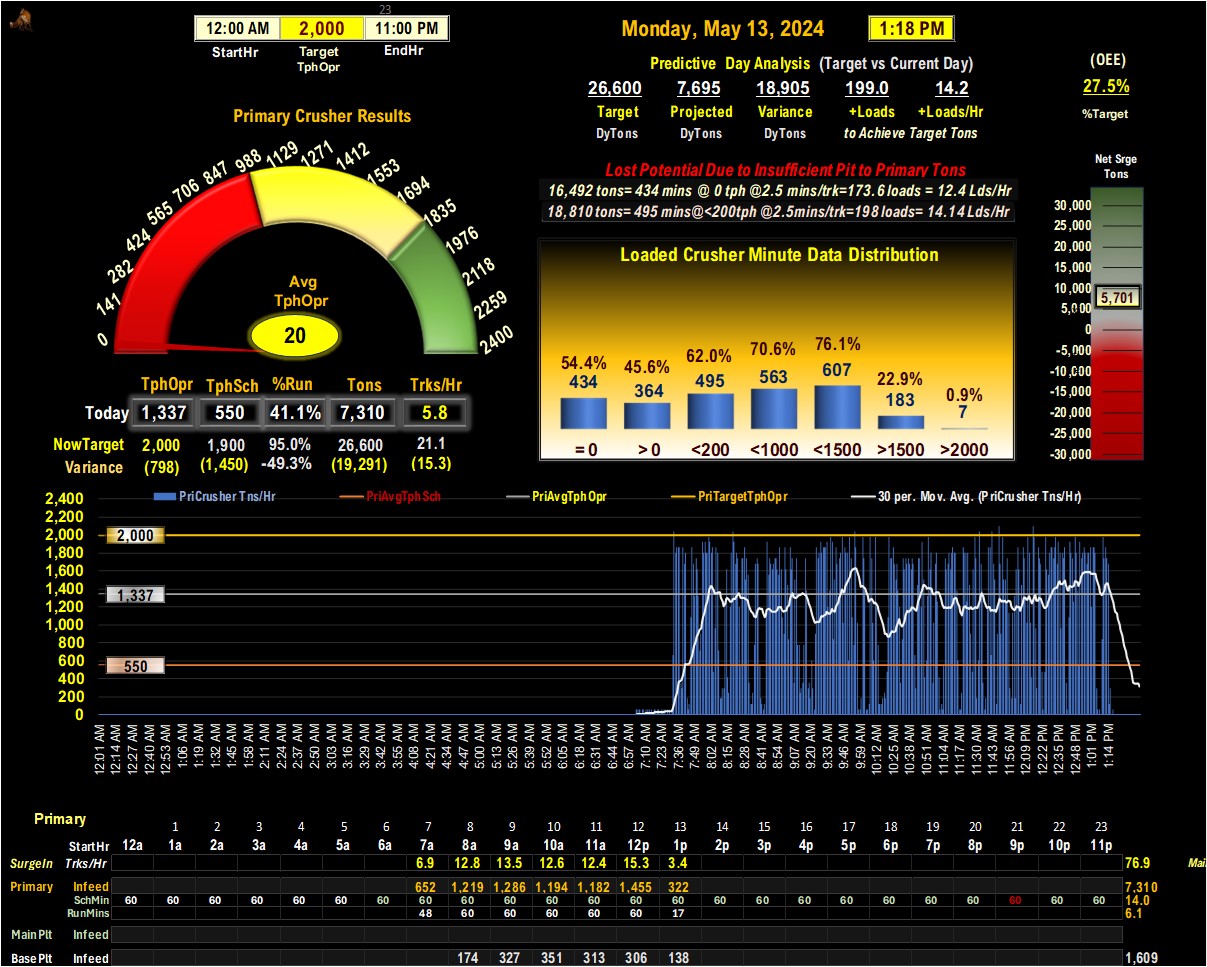 23
12:00 AM 2,000 11:00 PM
StartHr Target TphOpr EndHr
Monday, May 13, 2024 1:18 PM
Predictive Day Analysis (Target vs Current Day)
26,600 7,695 18,905 199.0 14.2
Target Projected Variance +Loads +Loads/Hr
DyTons DyTons DyTons to Achieve Target Tons
(OEE)
27.5%
%Target
Primary Crusher Results
0 141 282 424 565 706 847 988 1129 1271 1412 1553 1694 1835 1976 2118 2259 2400
Avg
TphOpr
20
Lost Potential Due to Insufficient Pit to Primary Tons
16,492 tons= 434 mins @ 0 tph @2.5 mins/trk=173.6 loads = 12.4 Lds/Hr
18,810 tons= 495 mins@<200tph @2.5mins/trk=198 loads= 14.14 Lds/Hr
Loaded Crusher Minute Data Distribution
54.4% 45.6% 62.0% 70.6% 76.1% 22.9% 0.9%
434 364 495 563 607 183 7
= 0 > 0 <200 <1000 <1500 >1500 >2000
Net Srge
Tons
30,000
25,000
20,000
15,000
10,000
5,701
5,000
0
-5,000
-10,000
-15,000
-20,000
-25,000
-30,000
TphOpr TphSch %Run Tons Trks/Hr
Today 1,337 550 41.1% 7,310 5.8
NowTarget 2,000 1,900 95.0% 26,600 21.1
Variance (798) (1,450) -49.3% (19,291) (15.3)
PriCrusher Tns/Hr PriAvgTphSch PriAvgTphOpr PriTargetTphOpr 30 per. Mov. Avg. (PriCrusher Tns/Hr)
2,400
2,200
2,000 2,000
1,800
1,600
1,400
1,337
1,200
1,000
800
600 550
400
200
0
12:01 AM 12:14 AM 12:27 AM 12:40 AM 12:53 AM 1:06 AM 1:19 AM 1:32 AM 1:45 AM 1:58 AM 2:11 AM 2:24 AM 2:37 AM 2:50 AM 3:03 AM 3:16 AM 3:29 AM 3:42 AM 3:55 AM 4:08 AM 4:21 AM 4:34 AM 4:47 AM 5:00 AM 5:13 AM 5:26 AM 5:39 AM 5:52 AM 6:05 AM 6:18 AM 6:31 AM 6:44 AM 6:57 AM 7:10 AM 7:23 AM 7:36 AM 7:49 AM 8:02 AM 8:15 AM 8:28 AM 8:41 AM 8:54 AM 9:07 AM 9:20 AM 9:33 AM 9:46 AM 9:59 AM 10:12 AM 10:25 AM 10:38 AM 10:51 AM 11:04 AM 11:17 AM 11:30 AM 11:43 AM 11:56 AM 12:09 PM 12:22 PM 12:35 PM 12:48 PM 1:01 PM 1:14 PM
Primary
1 2 3 4 5 6 7 8 9 10 11 12 13 14 15 16 17 18 19 20 21 22 23
StartHr 12a 1a 2a 3a 4a 5a 6a 7a 8a 9a 10a 11a 12p 1p 2p 3p 4p 5p 6p 7p 8p 9p 10p 11p
SurgeIn Trks/Hr 6.9 12.8 13.5 12.6 12.4 15.3 3.4 76.9
Primary Infeed 652 1,219 1,286 1,194 1,182 1,455 322 7,310
SchMin 60 60 60 60 60 60 60 60 60 60 60 60 60 60 60 60 60 60 60 60 60 60 60 60 14.0
RunMins 48 60 60 60 60 60 17 6.1
MainPlt Infeed
BasePlt Infeed 174 327 351 313 306 138 1,609